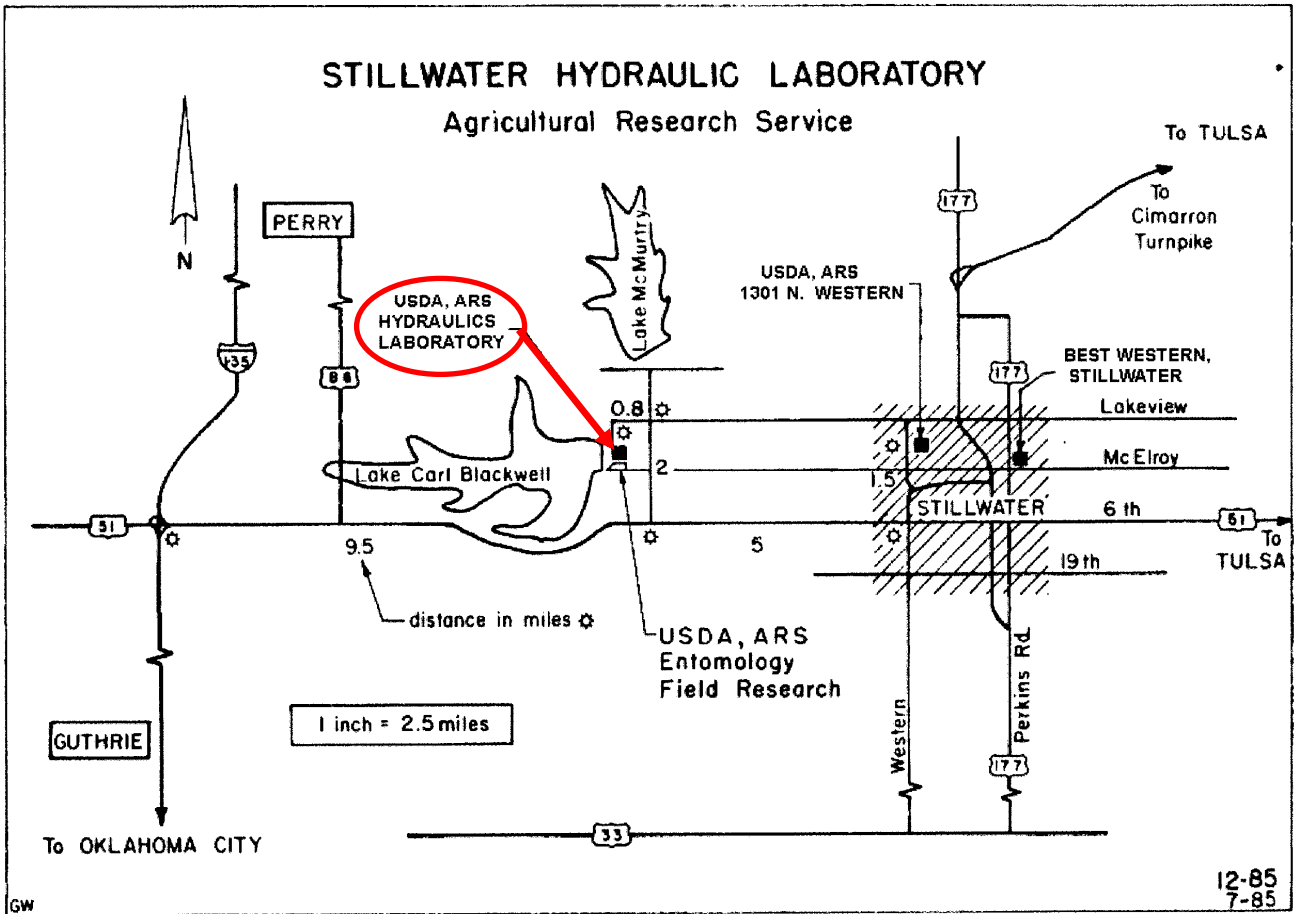 STILLWATER HYDRAULIC LABORATORY
Agricultural Research Service
To TULSA
To
Cimarron
Turnpike
177
PERRY
N
Lake McMurtry
USDA, ARS
1301 N. WESTERN
USDA, ARS
HYDRAULICS
LABORATORY
I35
86
177
BEST WESTERN,
STILLWATER
0.8
Lakeview
Lake Carl Blackwell
2
McElroy
1.5
STILLWATER
6 th
51
51
To
TULSA
9.5
5
19th
distance in miles
USDA, ARS
Entomology
Field Research
1 inch = 2.5 miles
GUTHRIE
Western
Perkins Rd.
177
33
To OKLAHOMA CITY
12-85
7-85
GW